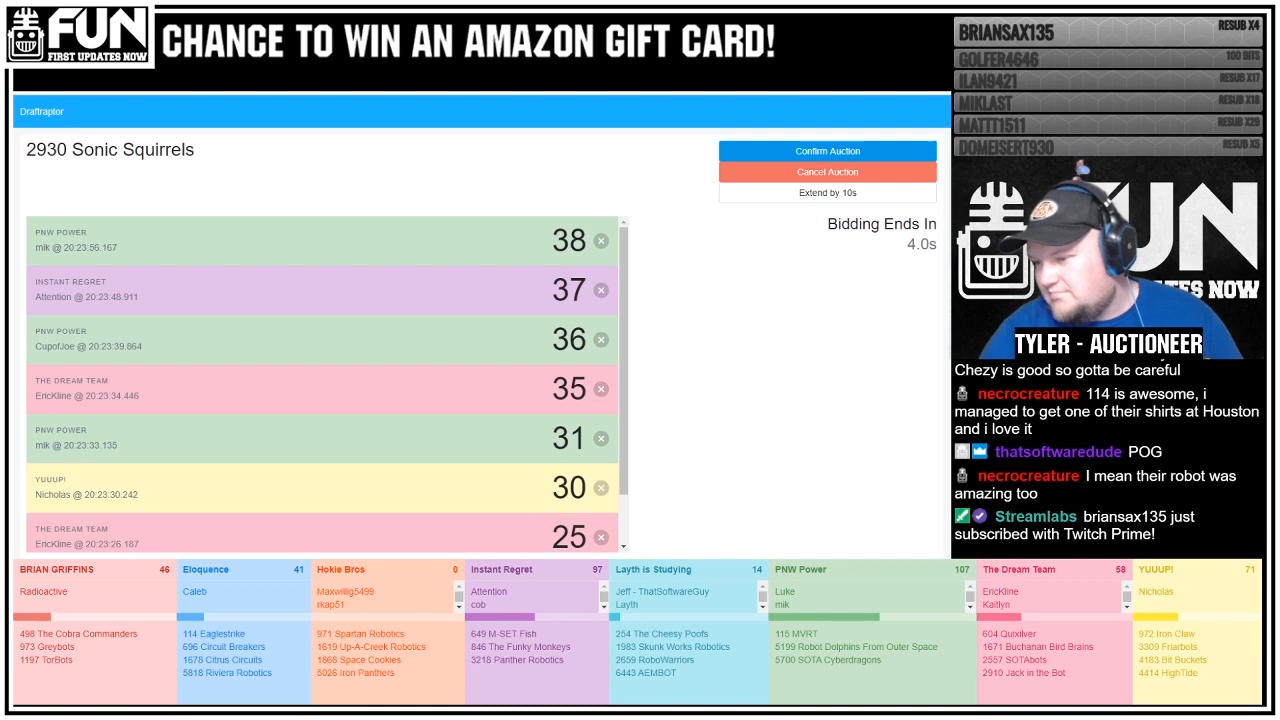 FUN
FIRST UPDATES NOW
CHANCE TO WIN AN AMAZON GIFT CARD!
BRIANSAX135 RESUB X4
GOLFER4646 100 BITS
ILAN9421 RESUB X17
MIKLAST RESUB X18
MATTT1511 RESUB X29
DOMEISERT930 RESUB X5
Draftraptor
2930 Sonic Squirrels
Confirm Auction
Cancel Auction
Extend by 10s
Bidding Ends In
4.0s
PNW POWER
mik @ 20:23:56.167
38
INSTANT REGRET
Attention @ 20:23:48.911
37
PNW POWER
CupofJoe @ 20:23:39.864
36
THE DREAM TEAM
EricKline @ 20:23:34.446
35
PNW POWER
mik @ 20:23:33.135
31
YUUUP!
Nicholas @ 20:23:30.242
30
THE DREAM TEAM
EricKline @ 20:23:26.187
25
UN
ATES NOW
TYLER - AUCTIONEER
Chezy is good so gotta be careful
necrocreature 114 is awesome, i
managed to get one of their shirts at Houston
and i love it
thatsoftwaredude POG
necrocreature I mean their robot was
amazing too
Streamlabs briansax135 just
subscribed with Twitch Prime!
BRIAN GRIFFINS 46
Radioactive
498 The Cobra Commanders
973 Greybots
1197 TorBots
Eloquence 41
Caleb
114 Eaglestrike
696 Circuit Breakers
1678 Citrus Circuits
5818 Riviera Robotics
Hokie Bros 0
Maxwillig5499
rkap51
971 Spartan Robotics
1619 Up-A-Creek Robotics
1868 Space Cookies
5026 Iron Panthers
Instant Regret 97
Attention
cob
649 M-SET Fish
846 The Funky Monkeys
3218 Panther Robotics
Layth is Studying 14
Jeff - ThatSoftwareGuy
Layth
254 The Cheesy Poofs
1983 Skunk Works Robotics
2659 RoboWarriors
6443 AEMBOT
PNW Power 107
Luke
mik
115 MVRT
5199 Robot Dolphins From Outer Space
5700 SOTA Cyberdragons
The Dream Team 58
EricKline
Kaitlyn
604 Quixilver
1671 Buchanan Bird Brains
2557 SOTAbots
2910 Jack in the Bot
YUUUP! 71
Nicholas
972 Iron Claw
3309 Friarbots
4183 Bit Buckets
4414 HighTide